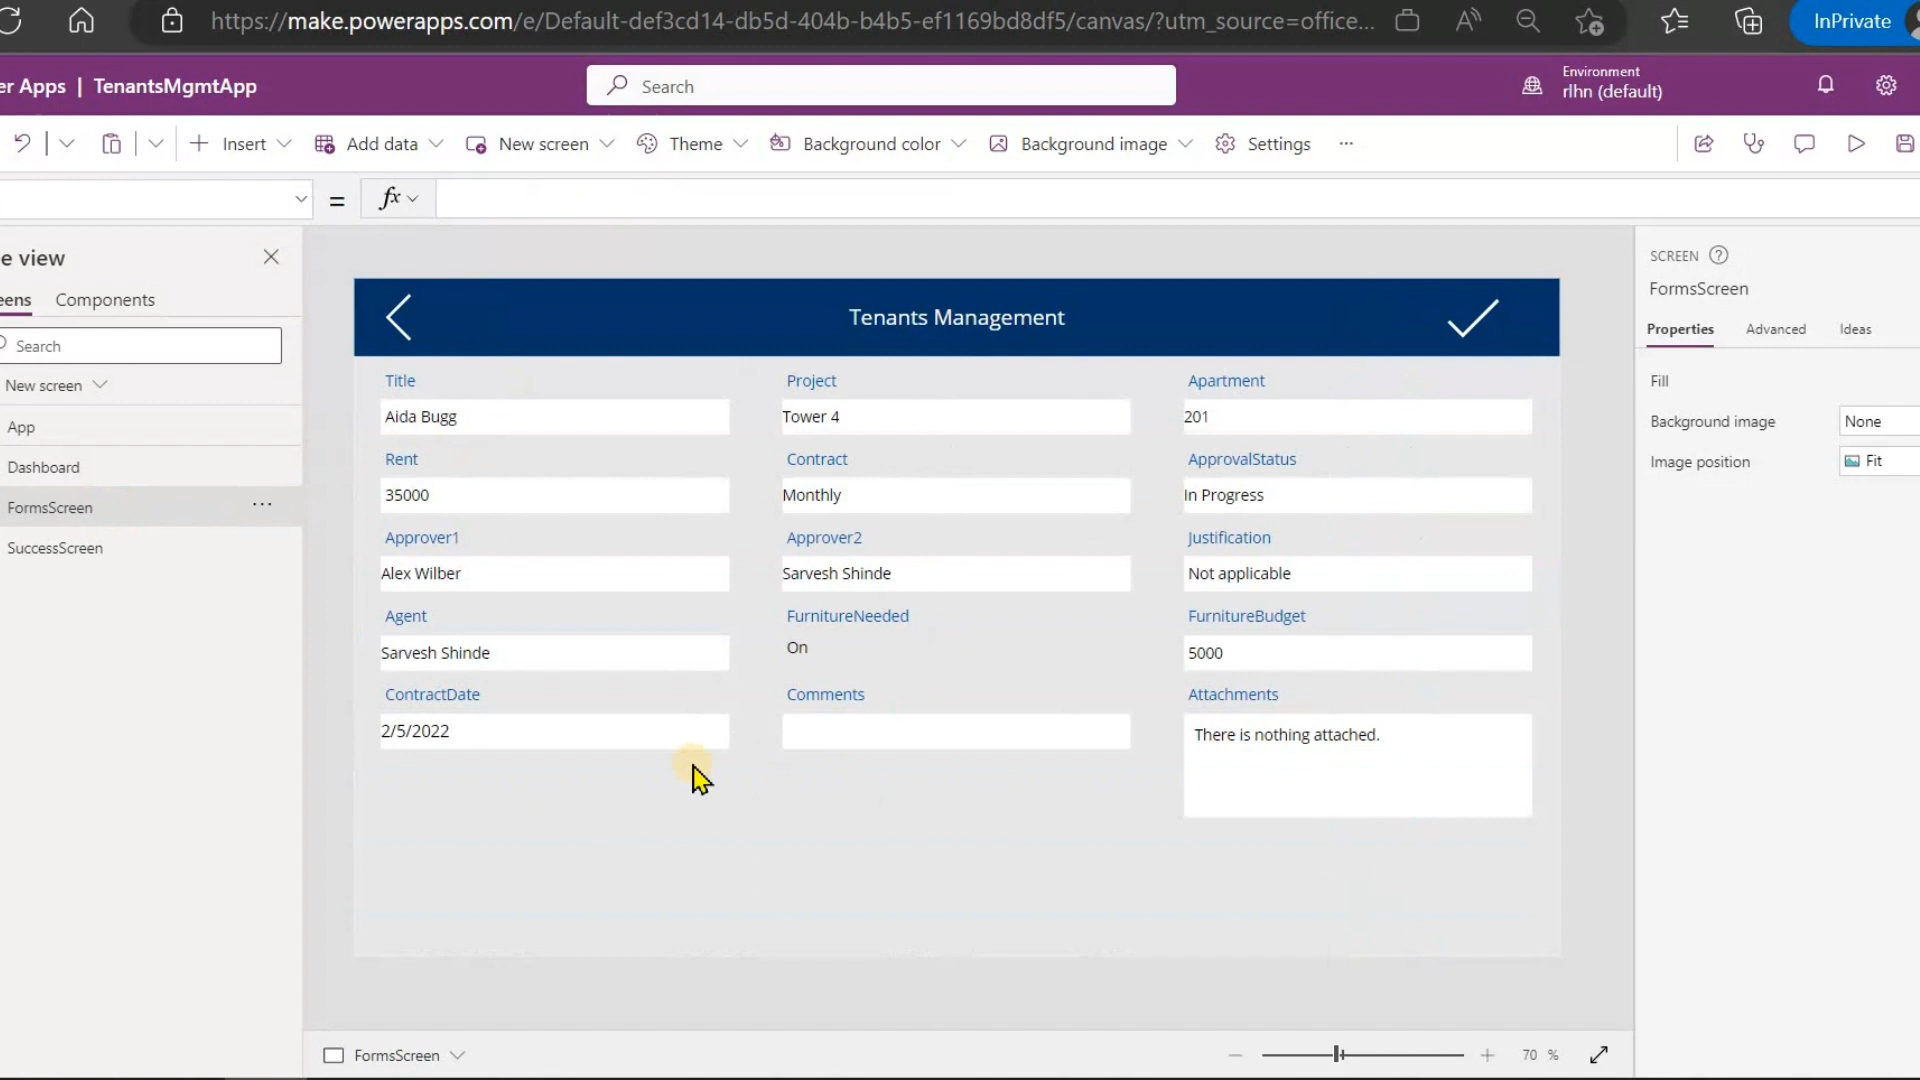 https://make.powerapps.com/e/Default-def3cd14-db5d-404b-b4b5-ef1169bd8df5/canvas/?utm_source=office... InPrivate
er Apps | TenantsMgmtApp
Search
Environment
rlhn (default)
Insert
Add data
New screen
Theme
Background color
Background image
Settings
...
= fx
e view
eens
Components
Search
New screen
App
Dashboard
FormsScreen ...
SuccessScreen
Tenants Management
Title Project Apartment
Aida Bugg Tower 4 201
Rent Contract ApprovalStatus
35000 Monthly In Progress
Approver1 Approver2 Justification
Alex Wilber Sarvesh Shinde Not applicable
Agent FurnitureNeeded FurnitureBudget
Sarvesh Shinde On 5000
ContractDate Comments Attachments
2/5/2022 There is nothing attached.
SCREEN
FormsScreen
Properties Advanced Ideas
Fill
Background image None
Image position Fit
FormsScreen
70 %